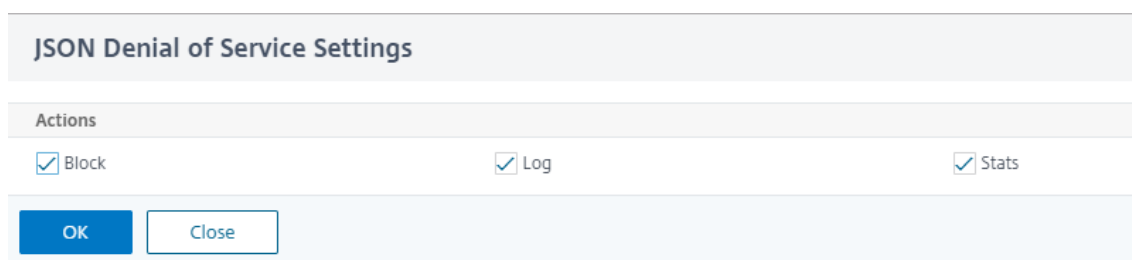 JSON Denial of Service Settings
Actions
Block Log Stats
OK Close